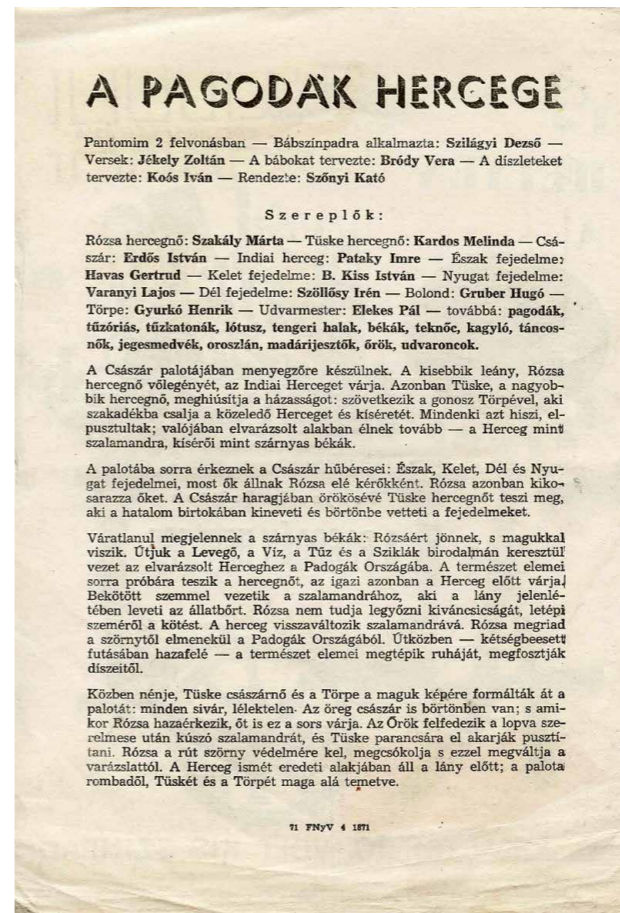 A PAGODÁK HERCEGE
Pantomim 2 felvonásban — Bábszínpadra alkalmazta: Szilágyi Dezső —
Versek: Jékely Zoltán — A bábokat tervezte: Bródy Vera — A díszleteket
tervezte: Koós Iván — Rendezte: Szőnyi Kató
Szereplők:
Rózsa hercegnő: Szakály Márta — Tüske hercegnő: Kardos Melinda — Csá-
szár: Erdős István — Indiai herceg: Pataky Imre — Észak fejedelme:
Havas Gertrud — Kelet fejedelme: B. Kiss István — Nyugat fejedelme:
Varanyi Lajos — Dél fejedelme: Szöllősy Irén — Bolond: Gruber Hugó —
Törpe: Gyurkó Henrik — Udvarmester: Elekes Pál — továbbá: pagodák,
tűzóriás, tűzkatonák, lótusz, tengeri halak, békák, teknőc, kagyló, táncos-
nők, jegesmedvék, oroszlán, madárijesztők, őrök, udvaroncok.
A Császár palotájában menyegzőre készülnek. A kisebbik leány, Rózsa
hercegnő vőlegényét, az Indiai Herceget várja. Azonban Tüske, a nagyob-
bik hercegnő, meghiúsítja a házasságot: szövetkezik a gonosz Törpével, aki
szakadékba csalja a közeledő Herceget és kíséretét. Mindenki azt hiszi, el-
pusztultak; valójában elvarázsolt alakban élnek tovább — a Herceg mint
szalamandra, kísérői mint szárnyas békák.
A palotába sorra érkeznek a Császár hűbéresei: Észak, Kelet, Dél és Nyu-
gat fejedelmei, most ők állnak Rózsa elé kérőkként. Rózsa azonban kiko-
sarazza őket. A Császár haragjában örökösévé Tüske hercegnőt teszi meg,
aki a hatalom birtokában kineveti és börtönbe vetteti a fejedelmeket.
Váratlanul megjelennek a szárnyas békák: Rózsáért jönnek, s magukkal
viszik. Útjuk a Levegő, a Víz, a Tűz és a Sziklák birodalmán keresztül
vezet az elvarázsolt Herceghez a Padogák Országába. A természet elemei
sorra próbára teszik a hercegnőt, az igazi azonban a Herceg előtt várja.
Bekötött szemmel vezetik a szalamandrához, aki a lány jelenlé-
tében leveti az állatbőrt. Rózsa nem tudja legyőzni kíváncsicságát, letépi
szeméről a kötést. A herceg visszaváltozik szalamandrává. Rózsa megriad
a szörnytől elmenekül a Padogák Országából. Útközben — kétségbeesett
futásában hazafelé — a természet elemei megtépik ruháját, megfosztják
díszeitől.
Közben nénje, Tüske császárnő és a Törpe a maguk képére formálták át a
palotát: minden sivár, lélektelen. Az öreg császár is börtönben van; s ami-
kor Rózsa hazaérkezik, őt is ez a sors várja. Az Őrök felfedezik a lopva sze-
relmese után kúszó szalamandrát, és Tüske parancsára el akarják pusztí-
tani. Rózsa a rút szörny védelmére kel, megcsókolja s ezzel megváltja a
varázslattól. A Herceg ismét eredeti alakjában áll a lány előtt; a palota
rombadől, Tüskét és a Törpét maga alá temetve.
71 FNyV 4 1871